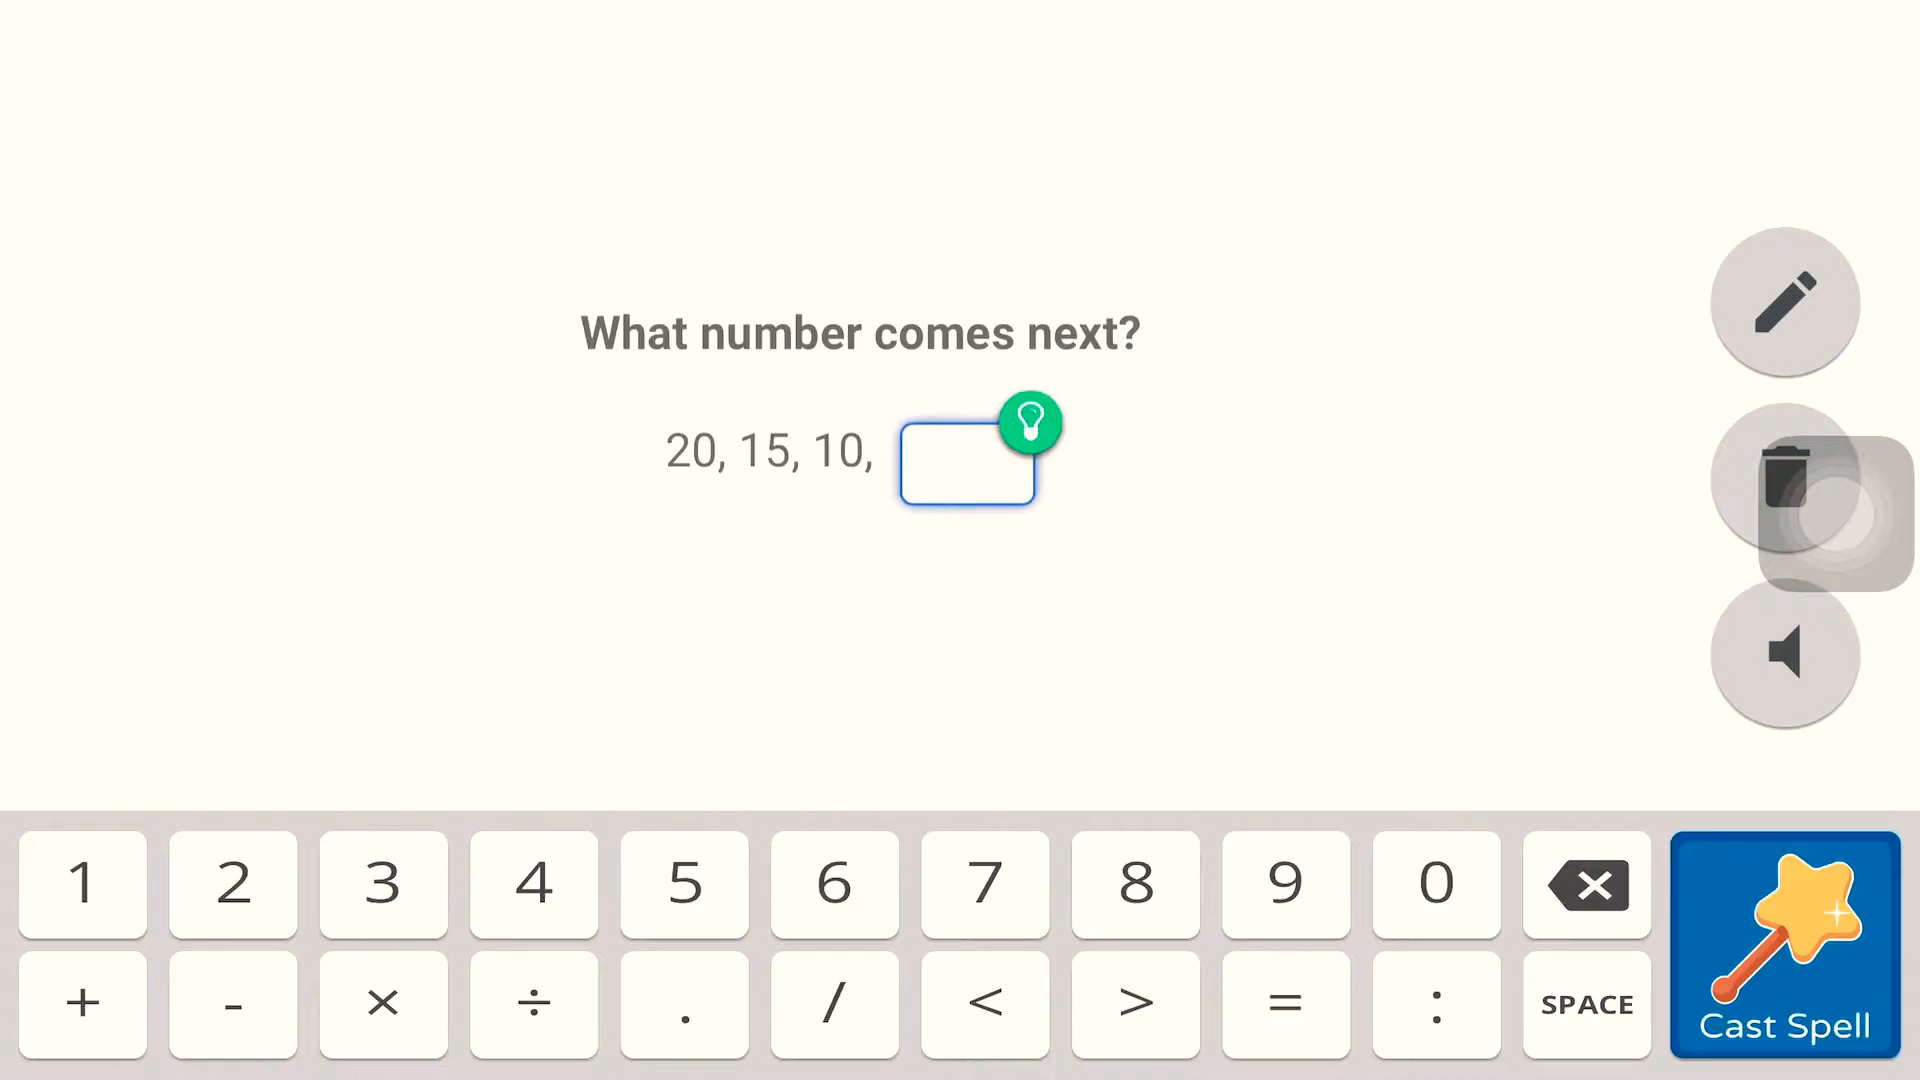 What number comes next?
20, 15, 10,
1 2 3 4 5 6 7 8 9 0
+ - × ÷ . / < > = : SPACE
Cast Spell